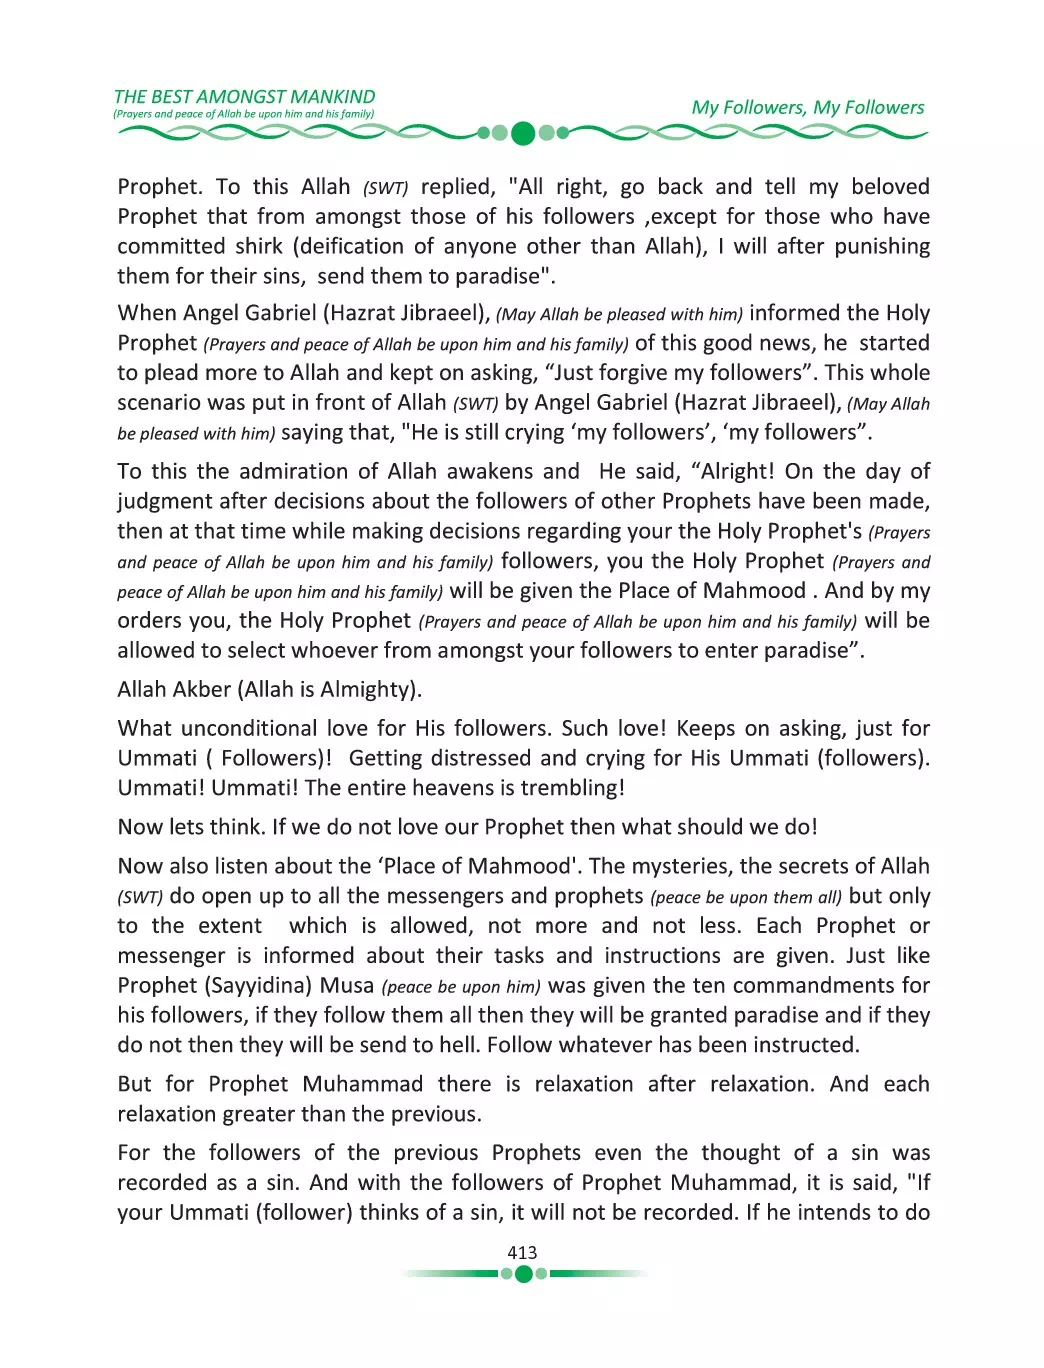 THE BEST AMONGST MANKIND
(Prayers and peace of Allah be upon him and his family)
My Followers, My Followers
Prophet. To this Allah (SWT) replied, "All right, go back and tell my beloved
Prophet that from amongst those of his followers ,except for those who have
committed shirk (deification of anyone other than Allah), I will after punishing
them for their sins,  send them to paradise".
When Angel Gabriel (Hazrat Jibraeel), (May Allah be pleased with him) informed the Holy
Prophet (Prayers and peace of Allah be upon him and his family) of this good news, he  started
to plead more to Allah and kept on asking, “Just forgive my followers”. This whole
scenario was put in front of Allah (SWT) by Angel Gabriel (Hazrat Jibraeel), (May Allah
be pleased with him) saying that, "He is still crying ‘my followers’, ‘my followers”.
To this the admiration of Allah awakens and  He said, “Alright! On the day of
judgment after decisions about the followers of other Prophets have been made,
then at that time while making decisions regarding your the Holy Prophet's (Prayers
and peace of Allah be upon him and his family) followers, you the Holy Prophet (Prayers and
peace of Allah be upon him and his family) will be given the Place of Mahmood . And by my
orders you, the Holy Prophet (Prayers and peace of Allah be upon him and his family) will be
allowed to select whoever from amongst your followers to enter paradise”.
Allah Akber (Allah is Almighty).
What unconditional love for His followers. Such love! Keeps on asking, just for
Ummati ( Followers)!  Getting distressed and crying for His Ummati (followers).
Ummati! Ummati! The entire heavens is trembling!
Now lets think. If we do not love our Prophet then what should we do!
Now also listen about the ‘Place of Mahmood'. The mysteries, the secrets of Allah
(SWT) do open up to all the messengers and prophets (peace be upon them all) but only
to the extent  which is allowed, not more and not less. Each Prophet or
messenger is informed about their tasks and instructions are given. Just like
Prophet (Sayyidina) Musa (peace be upon him) was given the ten commandments for
his followers, if they follow them all then they will be granted paradise and if they
do not then they will be send to hell. Follow whatever has been instructed.
But for Prophet Muhammad there is relaxation after relaxation. And each
relaxation greater than the previous.
For the followers of the previous Prophets even the thought of a sin was
recorded as a sin. And with the followers of Prophet Muhammad, it is said, "If
your Ummati (follower) thinks of a sin, it will not be recorded. If he intends to do
413